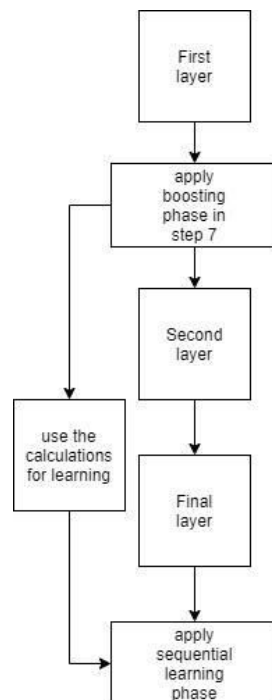 First
layer
apply
boosting
phase in
step 7
Second
layer
use the
calculations
for learning
Final
layer
apply
sequential
learning
phase